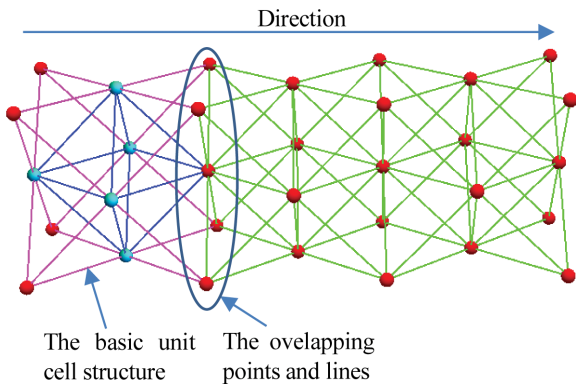 Direction
The basic unit
cell structure
The ovelapping
points and lines